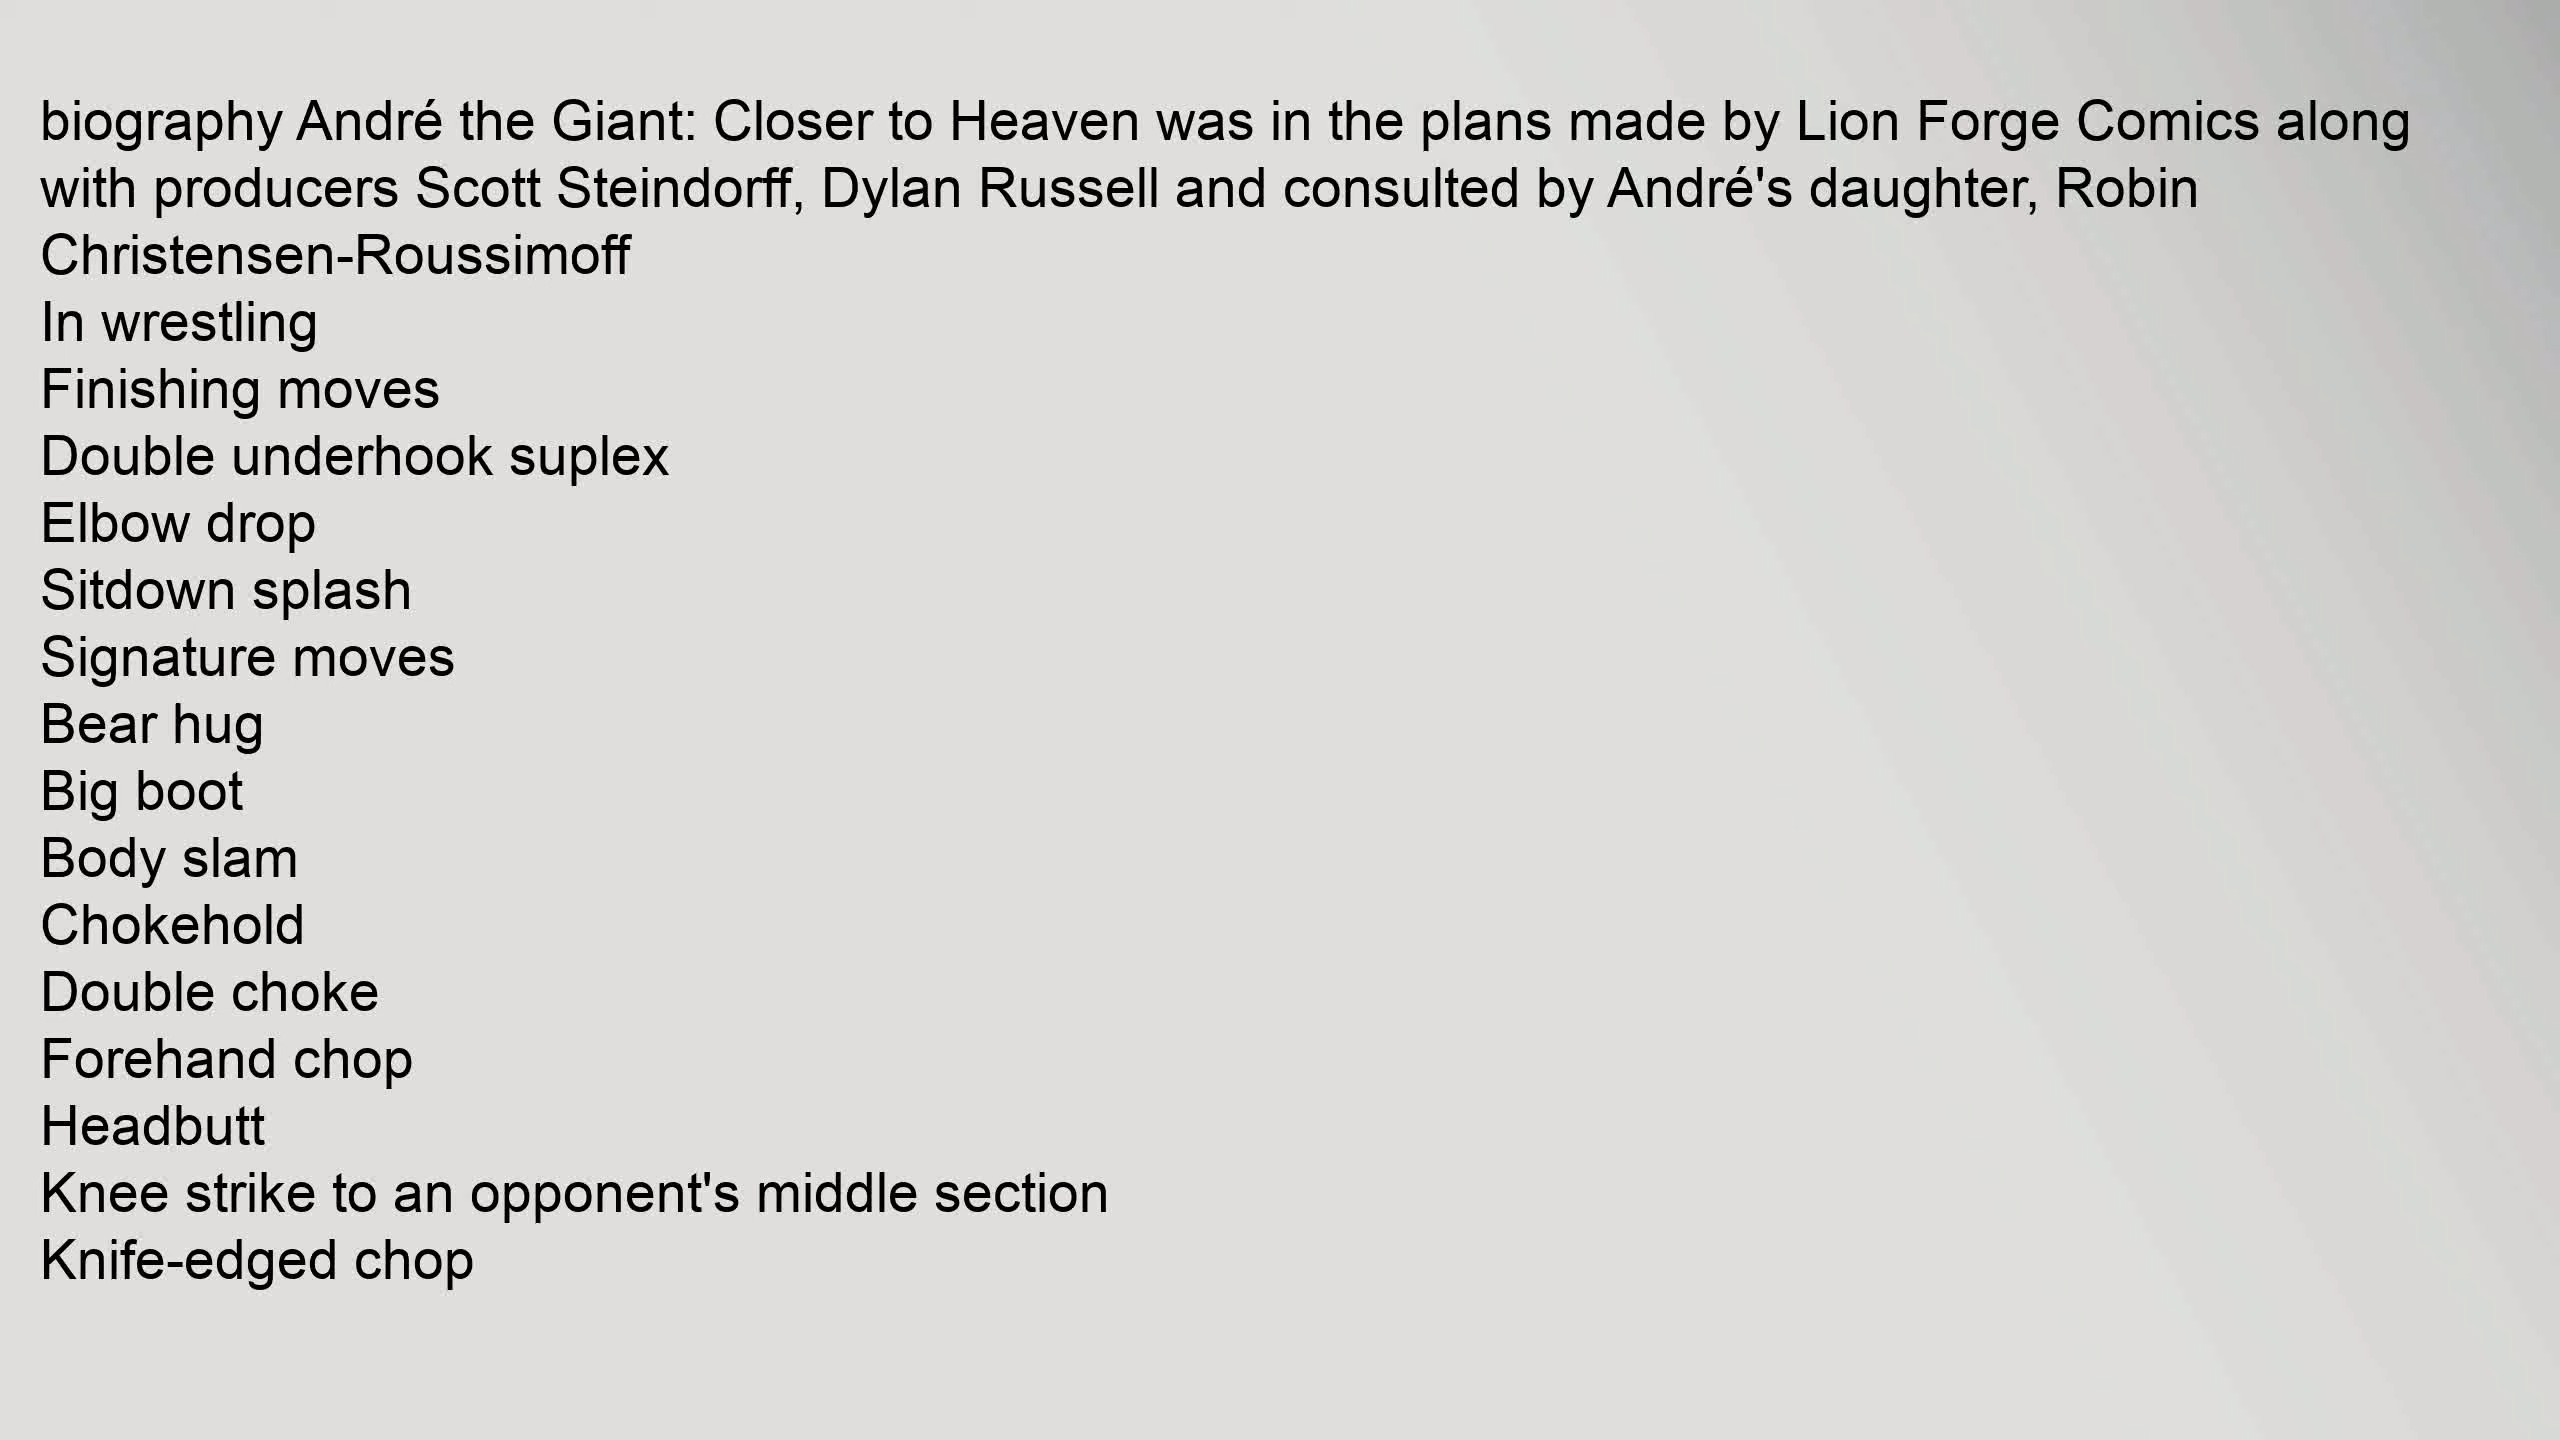 biography André the Giant: Closer to Heaven was in the plans made by Lion Forge Comics along
with producers Scott Steindorff, Dylan Russell and consulted by André's daughter, Robin
Christensen-Roussimoff
In wrestling
Finishing moves
Double underhook suplex
Elbow drop
Sitdown splash
Signature moves
Bear hug
Big boot
Body slam
Chokehold
Double choke
Forehand chop
Headbutt
Knee strike to an opponent's middle section
Knife-edged chop